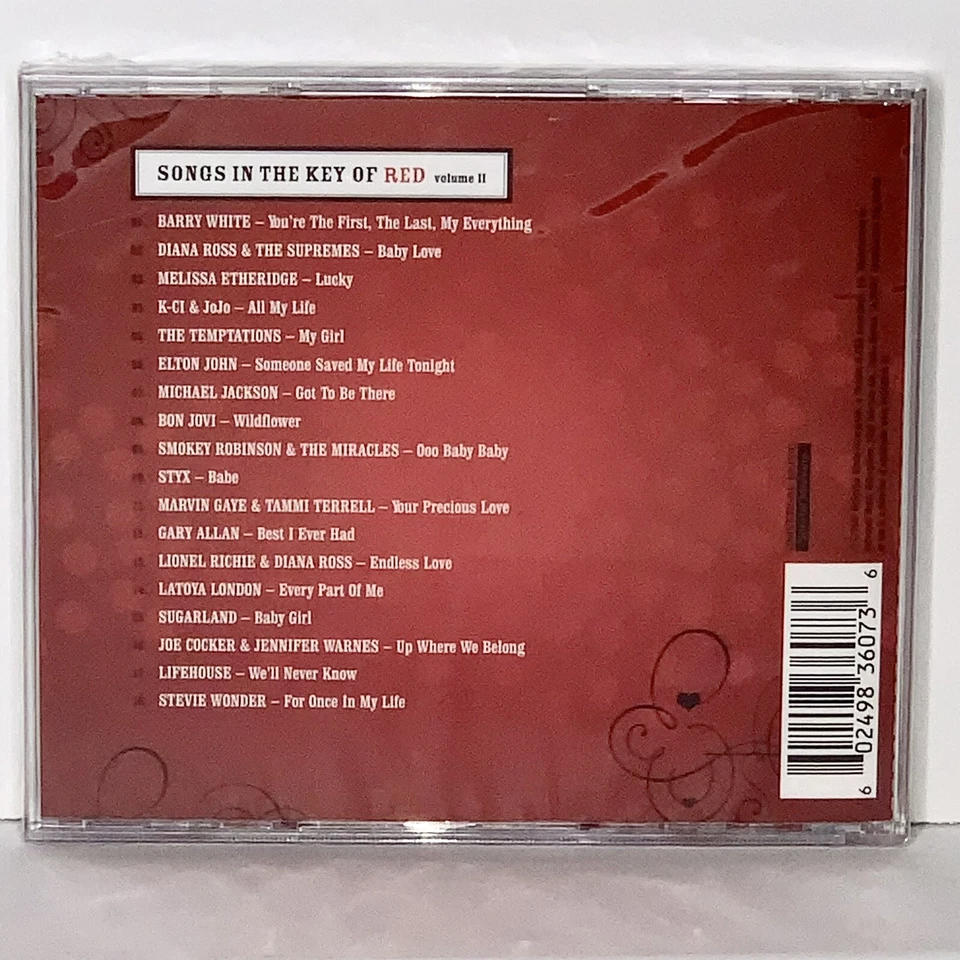 SONGS IN THE KEY OF RED volume II
BARRY WHITE – You're The First, The Last, My Everything
DIANA ROSS & THE SUPREMES – Baby Love
MELISSA ETHERIDGE – Lucky
K-CI & JoJo – All My Life
THE TEMPTATIONS – My Girl
ELTON JOHN – Someone Saved My Life Tonight
MICHAEL JACKSON – Got To Be There
BON JOVI – Wildflower
SMOKEY ROBINSON & THE MIRACLES – Ooo Baby Baby
STYX – Babe
MARVIN GAYE & TAMMI TERRELL – Your Precious Love
GARY ALLAN – Best I Ever Had
LIONEL RICHIE & DIANA ROSS – Endless Love
LATOYA LONDON – Every Part Of Me
SUGARLAND – Baby Girl
JOE COCKER & JENNIFER WARNES – Up Where We Belong
LIFEHOUSE – We'll Never Know
STEVIE WONDER – For Once In My Life
6 02498 36073 6